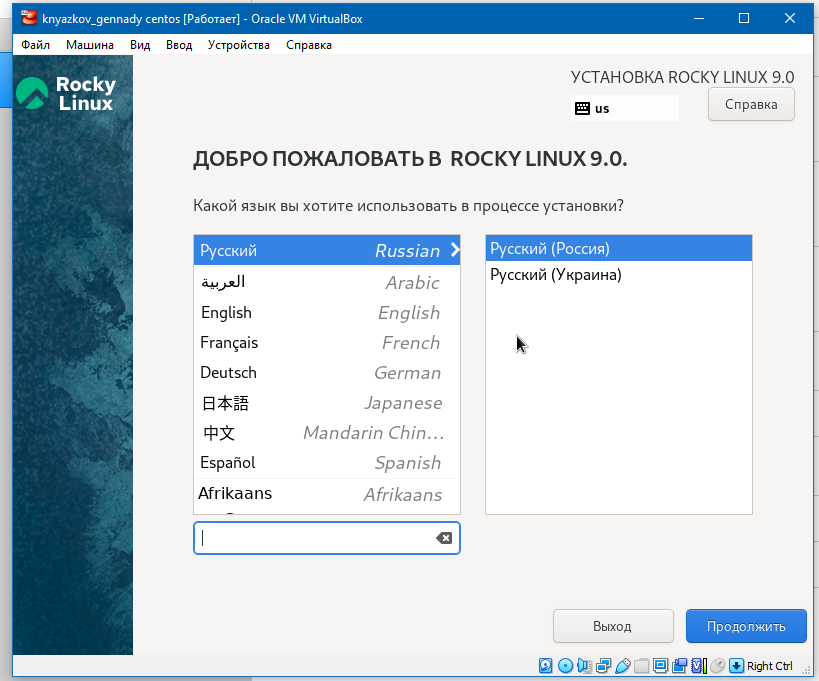 knyazkov_gennady centos [Работает] - Oracle VM VirtualBox
Файл Машина Вид Ввод Устройства Справка
Rocky
Linux
УСТАНОВКА ROCKY LINUX 9.0
us
Справка
ДОБРО ПОЖАЛОВАТЬ В ROCKY LINUX 9.0.
Какой язык вы хотите использовать в процессе установки?
Русский Russian
العربية Arabic
English English
Français French
Deutsch German
日本語 Japanese
中文 Mandarin Chin...
Español Spanish
Afrikaans Afrikaans
Русский (Россия)
Русский (Украина)
Выход
Продолжить
Right Ctrl